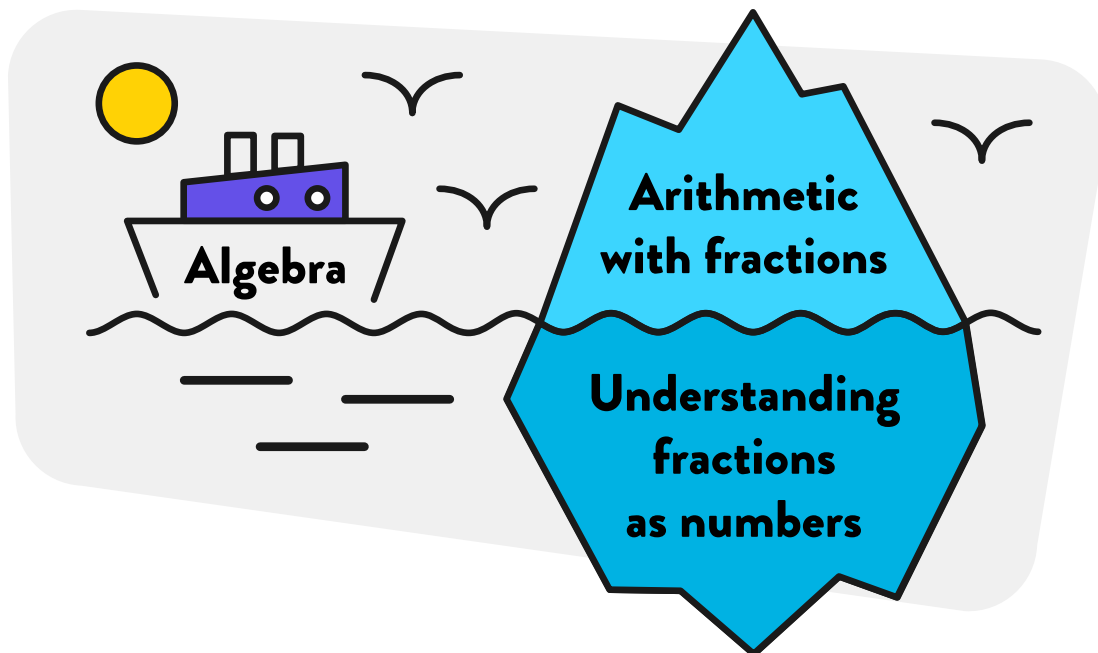 Algebra
Arithmetic
with fractions
Understanding
fractions
as numbers